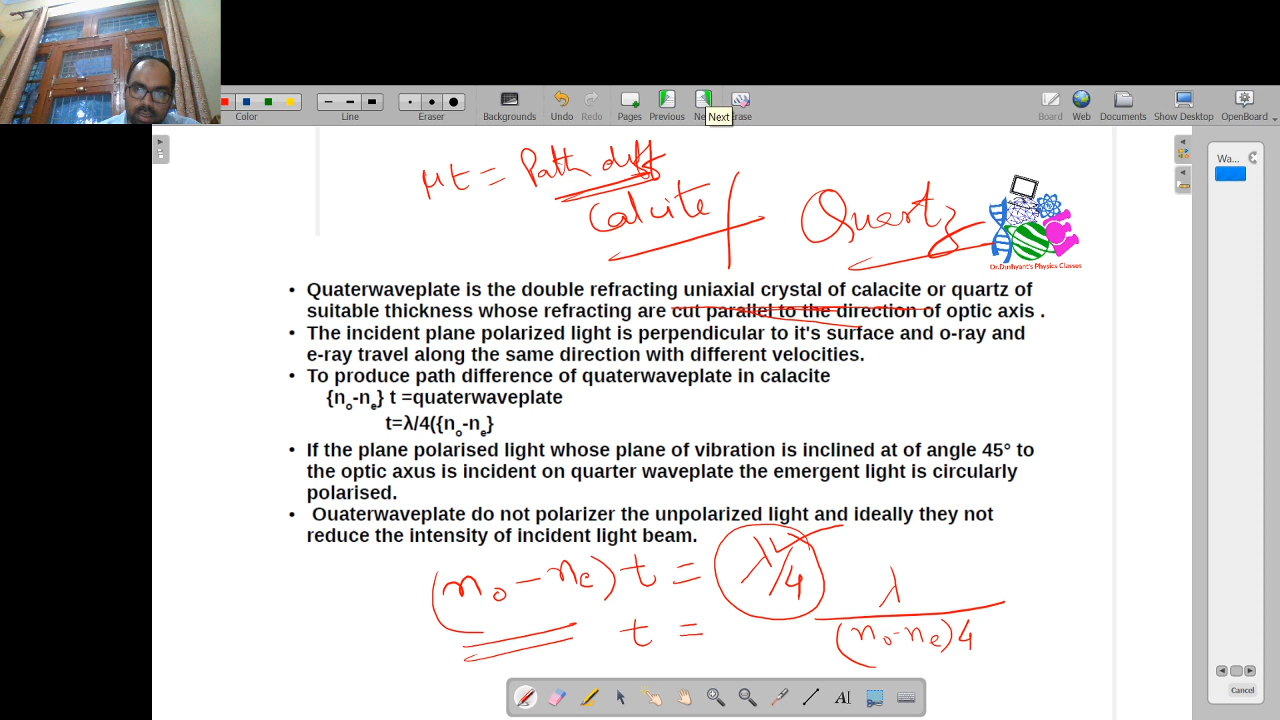 Color
Line
Eraser
Backgrounds
Undo
Redo
Pages
Previous
Next
Board
Web
Documents
Show Desktop
OpenBoard
Wa...
μt = Path diff
Calcite / Quartz
Dr.Dushyant's Physics Classes
• Quaterwaveplate is the double refracting uniaxial crystal of calacite or quartz of
suitable thickness whose refracting are cut parallel to the direction of optic axis .
• The incident plane polarized light is perpendicular to it's surface and o-ray and
e-ray travel along the same direction with different velocities.
• To produce path difference of quaterwaveplate in calacite
{no-ne} t =quaterwaveplate
t=λ/4({no-ne}
• If the plane polarised light whose plane of vibration is inclined at of angle 45° to
the optic axus is incident on quarter waveplate the emergent light is circularly
polarised.
• Quaterwaveplate do not polarizer the unpolarized light and ideally they not
reduce the intensity of incident light beam.
(no - ne) t = λ/4
t = λ / (no - ne) 4
Cancel